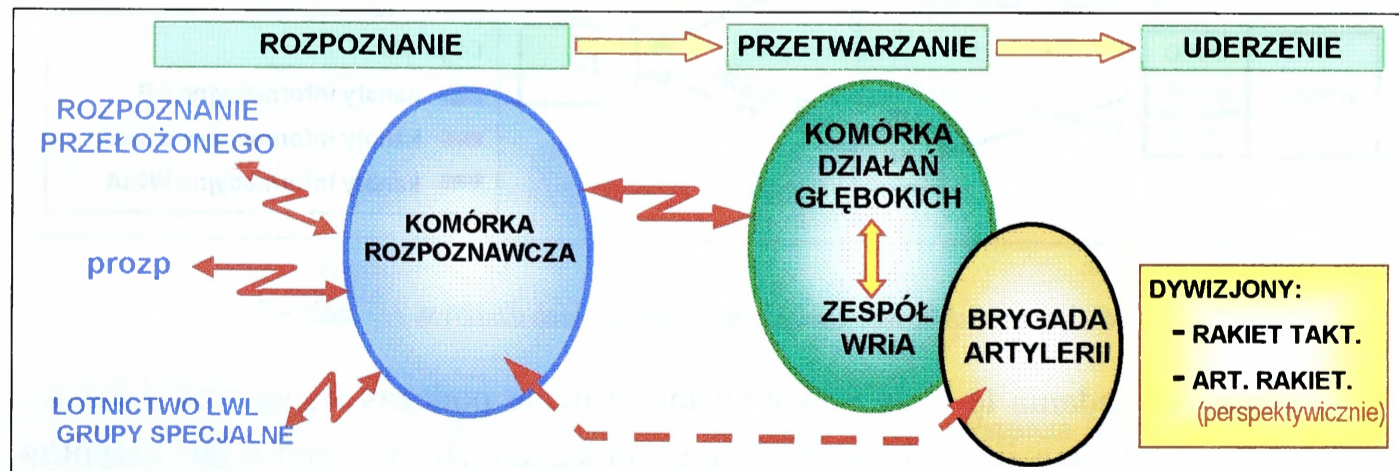 ROZPOZNANIE
PRZETWARZANIE
UDERZENIE
ROZPOZNANIE
PRZEŁOŻONEGO
prozp
LOTNICTWO LWL
GRUPY SPECJALNE
KOMÓRKA
ROZPOZNAWCZA
KOMÓRKA
DZIAŁAŃ
GŁĘBOKICH
ZESPÓŁ
WRiA
BRYGADA
ARTYLERII
DYWIZJONY:
- RAKIET TAKT.
- ART. RAKIET.
(perspektywicznie)